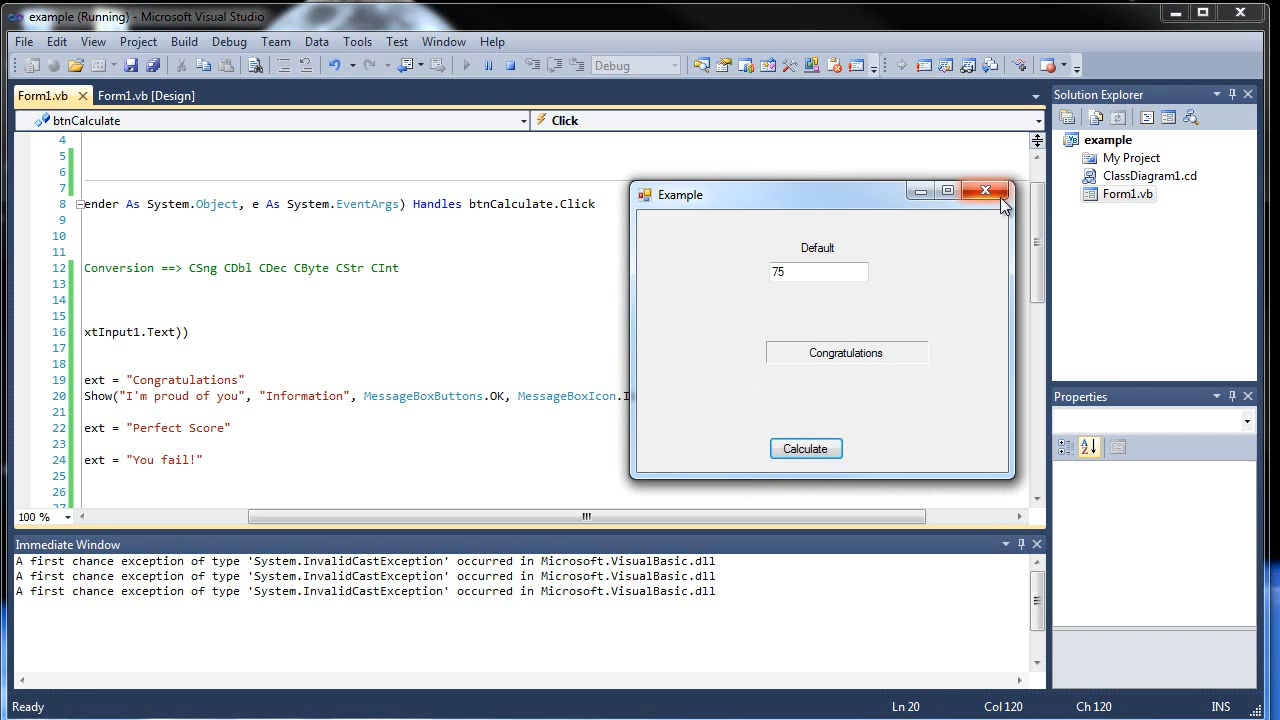 example (Running) - Microsoft Visual Studio
File Edit View Project Build Debug Team Data Tools Test Window Help
Debug
Form1.vb Form1.vb [Design]
btnCalculate Click
4
5
6
7
8 ender As System.Object, e As System.EventArgs) Handles btnCalculate.Click
9
10
11
12 Conversion ==> CSng CDbl CDec CByte CStr CInt
13
14
15
16 xtInput1.Text))
17
18
19 ext = "Congratulations"
20 Show("I'm proud of you", "Information", MessageBoxButtons.OK, MessageBoxIcon.I
21
22 ext = "Perfect Score"
23
24 ext = "You fail!"
25
26
27
100 %
Example
Default
75
Congratulations
Calculate
Solution Explorer
example
My Project
ClassDiagram1.cd
Form1.vb
Properties
Immediate Window
A first chance exception of type 'System.InvalidCastException' occurred in Microsoft.VisualBasic.dll
A first chance exception of type 'System.InvalidCastException' occurred in Microsoft.VisualBasic.dll
A first chance exception of type 'System.InvalidCastException' occurred in Microsoft.VisualBasic.dll
Ready Ln 20 Col 120 Ch 120 INS